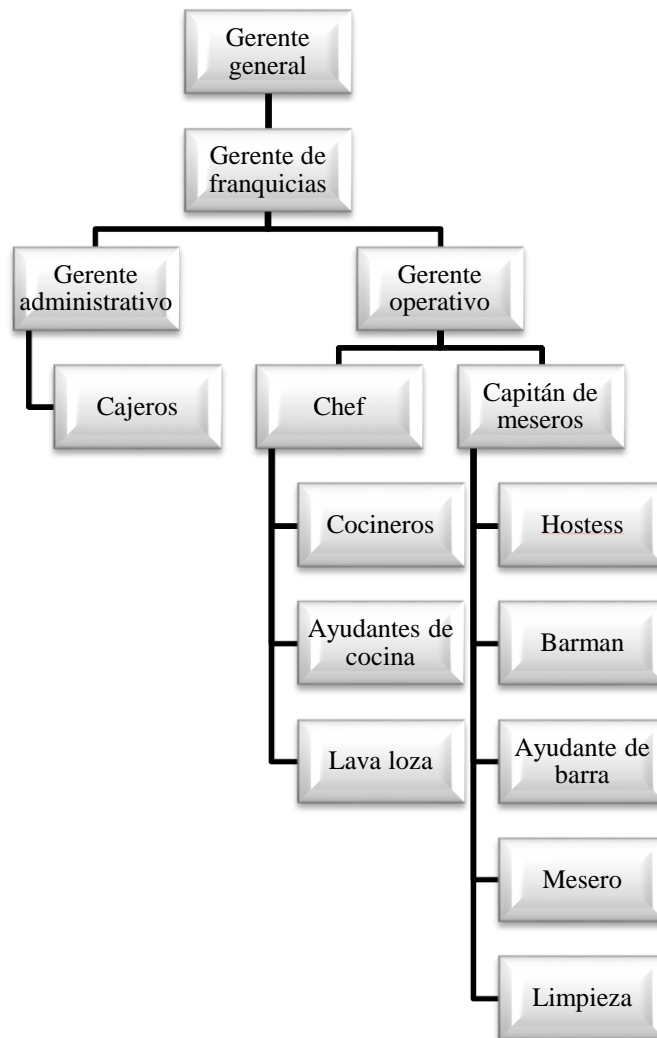 Gerente
general
Gerente de
franquicias
Gerente
administrativo
Gerente
operativo
Cajeros
Chef
Capitán de
meseros
Cocineros
Hostess
Ayudantes de
cocina
Barman
Lava loza
Ayudante de
barra
Mesero
Limpieza